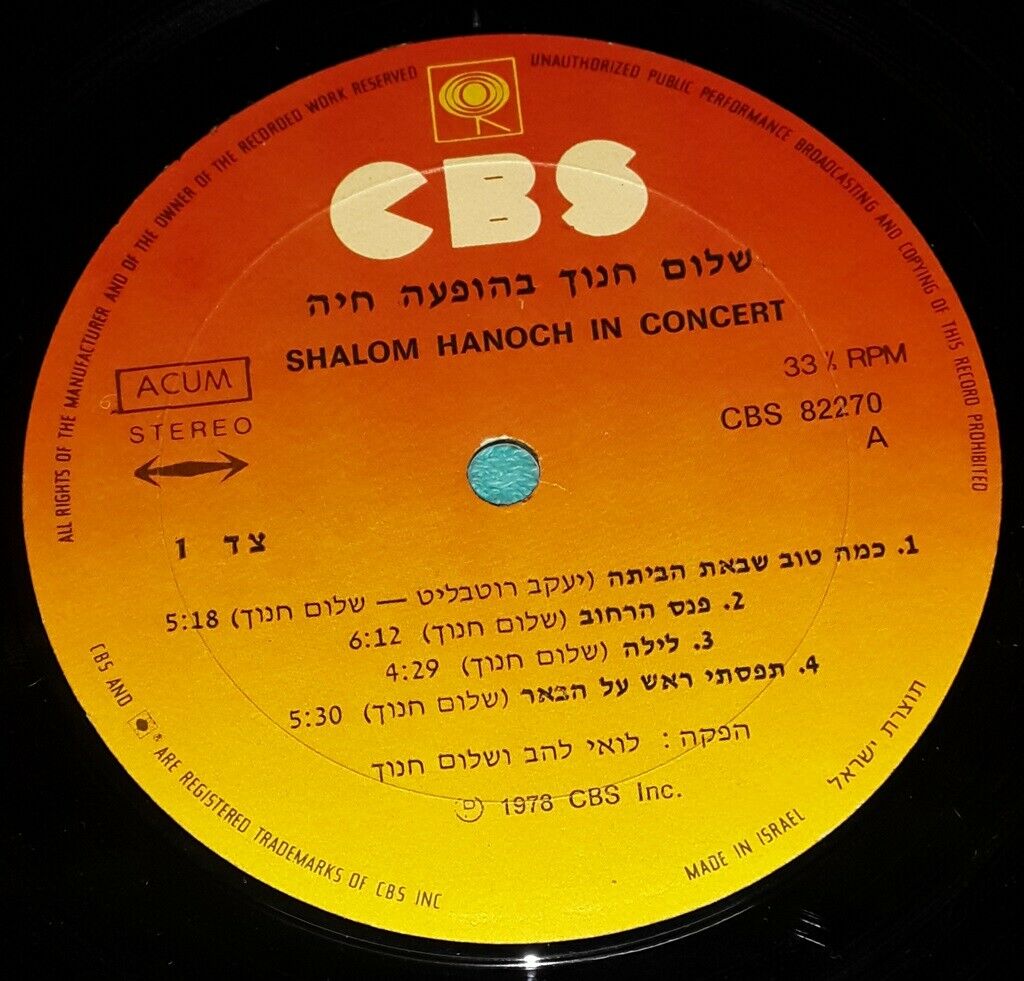 ALL RIGHTS OF THE MANUFACTURER AND OF THE OWNER OF THE RECORDED WORK RESERVED
UNAUTHORIZED PUBLIC PERFORMANCE BROADCASTING AND COPYING OF THIS RECORD PROHIBITED
CBS
שלום חנוך בהופעה חיה
SHALOM HANOCH IN CONCERT
ACUM
STEREO
33 ⅓ RPM
CBS 82270
A
צד 1
1. כמה טוב שבאת הביתה (יעקב רוטבליט — שלום חנוך) 5:18
2. פנס הרחוב (שלום חנוך) 6:12
3. לילה (שלום חנוך) 4:29
4. תפסתי ראש על הבאר (שלום חנוך) 5:30
הפקה: לואי להב ושלום חנוך
℗ 1978 CBS Inc.
CBS AND ® ARE REGISTERED TRADEMARKS OF CBS INC
MADE IN ISRAEL
תוצרת ישראל